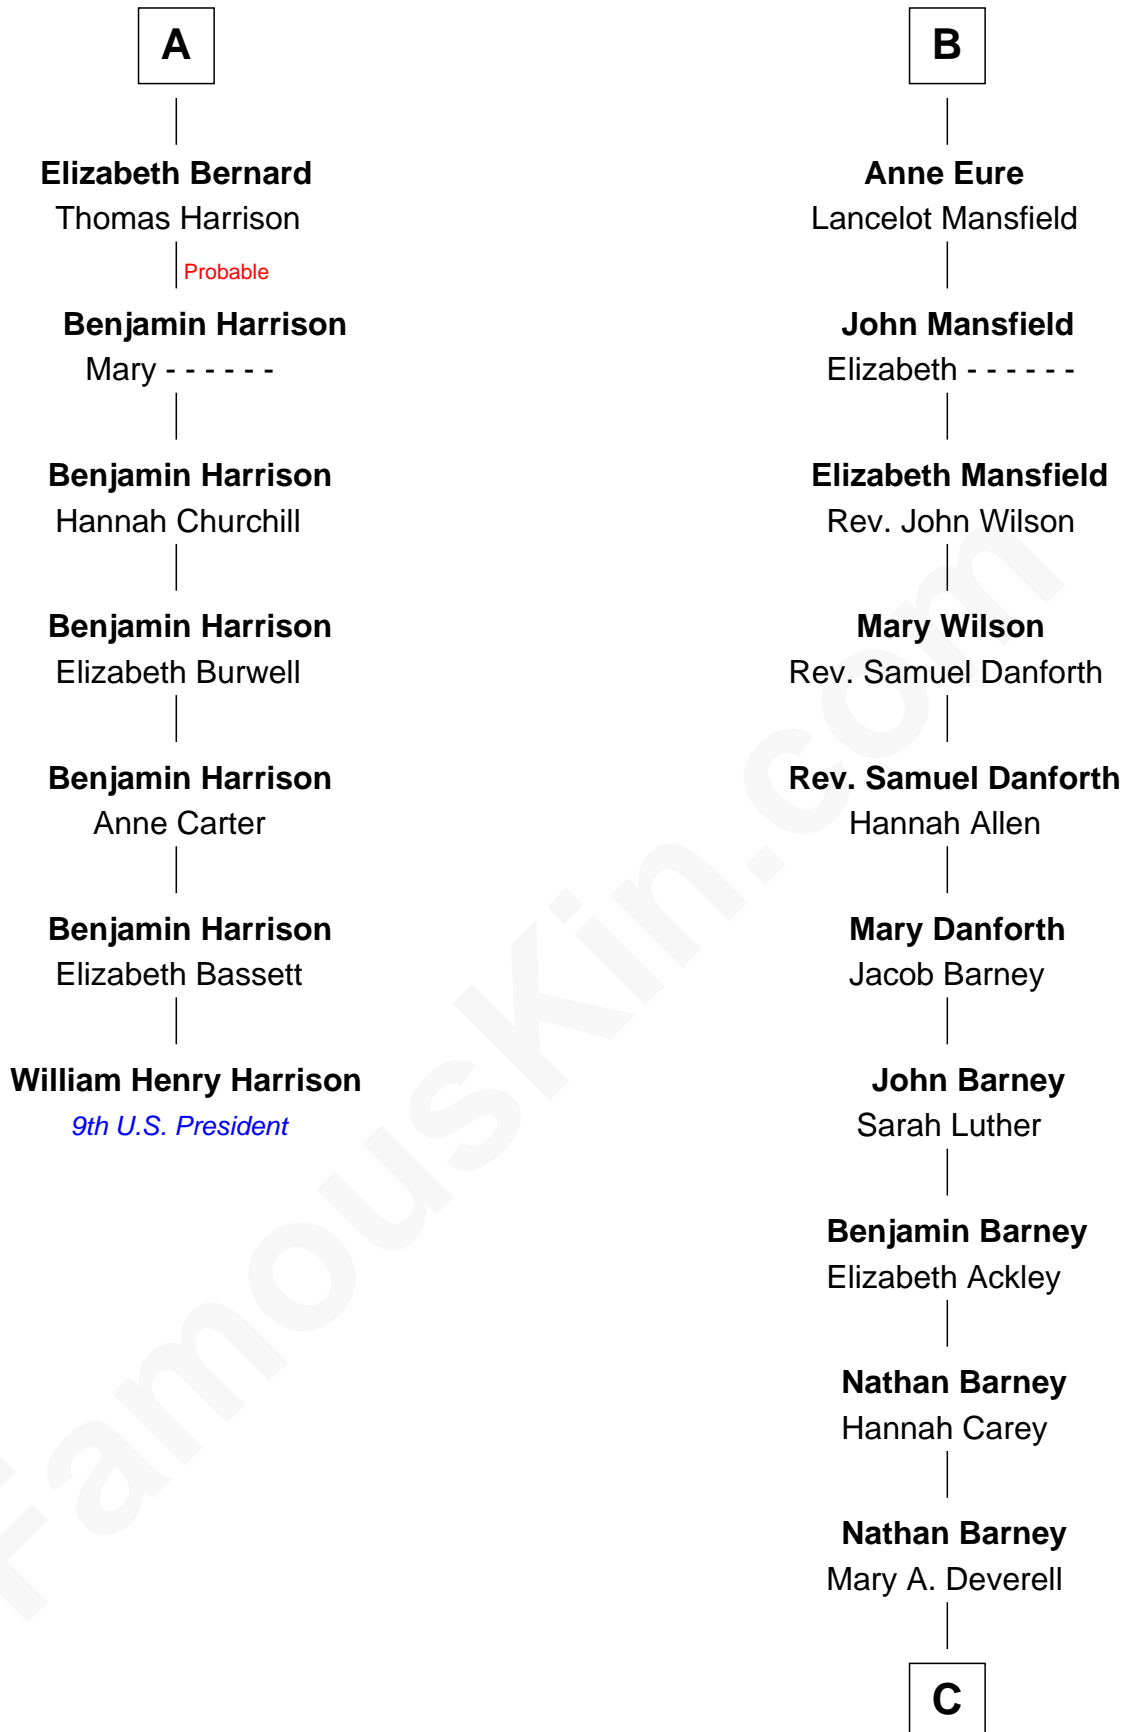 A
Elizabeth Bernard
Thomas Harrison
Probable
Benjamin Harrison
Mary - - - - - -
Benjamin Harrison
Hannah Churchill
Benjamin Harrison
Elizabeth Burwell
Benjamin Harrison
Anne Carter
Benjamin Harrison
Elizabeth Bassett
William Henry Harrison
9th U.S. President
B
Anne Eure
Lancelot Mansfield
John Mansfield
Elizabeth - - - - - -
Elizabeth Mansfield
Rev. John Wilson
Mary Wilson
Rev. Samuel Danforth
Rev. Samuel Danforth
Hannah Allen
Mary Danforth
Jacob Barney
John Barney
Sarah Luther
Benjamin Barney
Elizabeth Ackley
Nathan Barney
Hannah Carey
Nathan Barney
Mary A. Deverell
C
FamousKin.com